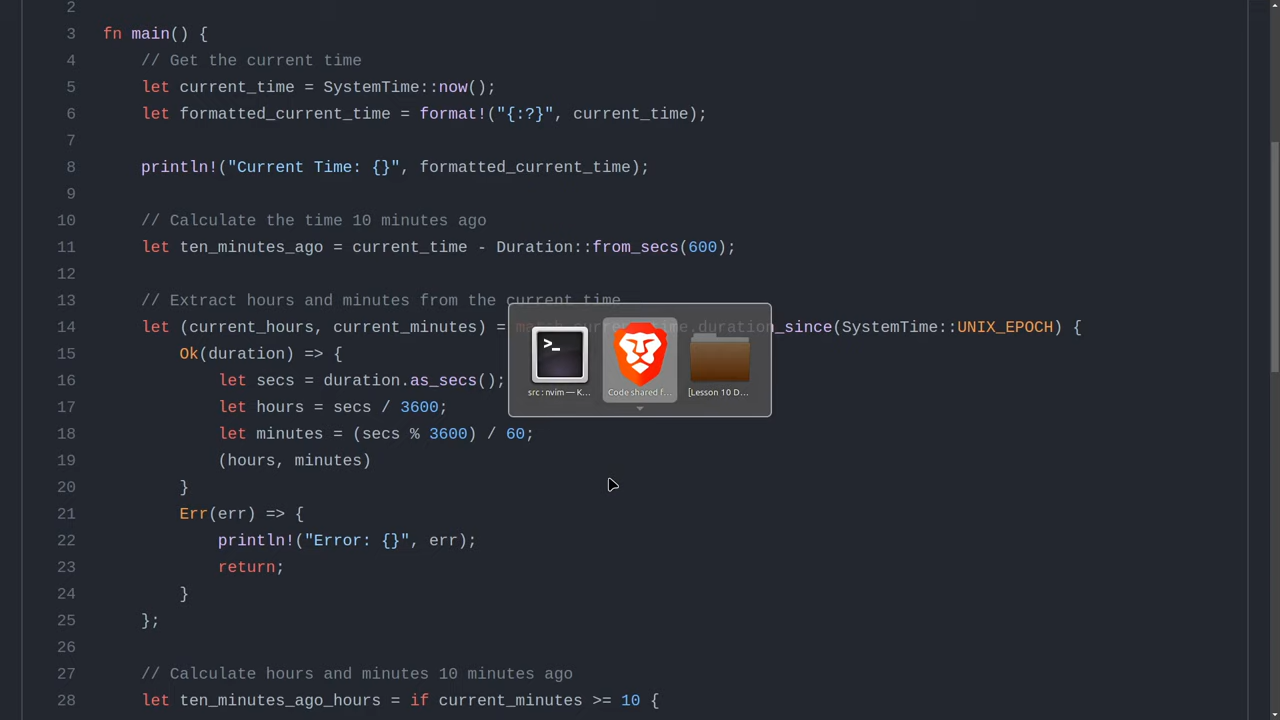 2
3 fn main() {
4 // Get the current time
5 let current_time = SystemTime::now();
6 let formatted_current_time = format!("{:?}", current_time);
7
8 println!("Current Time: {}", formatted_current_time);
9
10 // Calculate the time 10 minutes ago
11 let ten_minutes_ago = current_time - Duration::from_secs(600);
12
13 // Extract hours and minutes from the current_time
14 let (current_hours, current_minutes) = match current_time.duration_since(SystemTime::UNIX_EPOCH) {
15 Ok(duration) => {
16 let secs = duration.as_secs();
17 let hours = secs / 3600;
18 let minutes = (secs % 3600) / 60;
19 (hours, minutes)
20 }
21 Err(err) => {
22 println!("Error: {}", err);
23 return;
24 }
25 };
26
27 // Calculate hours and minutes 10 minutes ago
28 let ten_minutes_ago_hours = if current_minutes >= 10 {
>_
src : nvim — K...
Code shared f...
[Lesson 10 D...